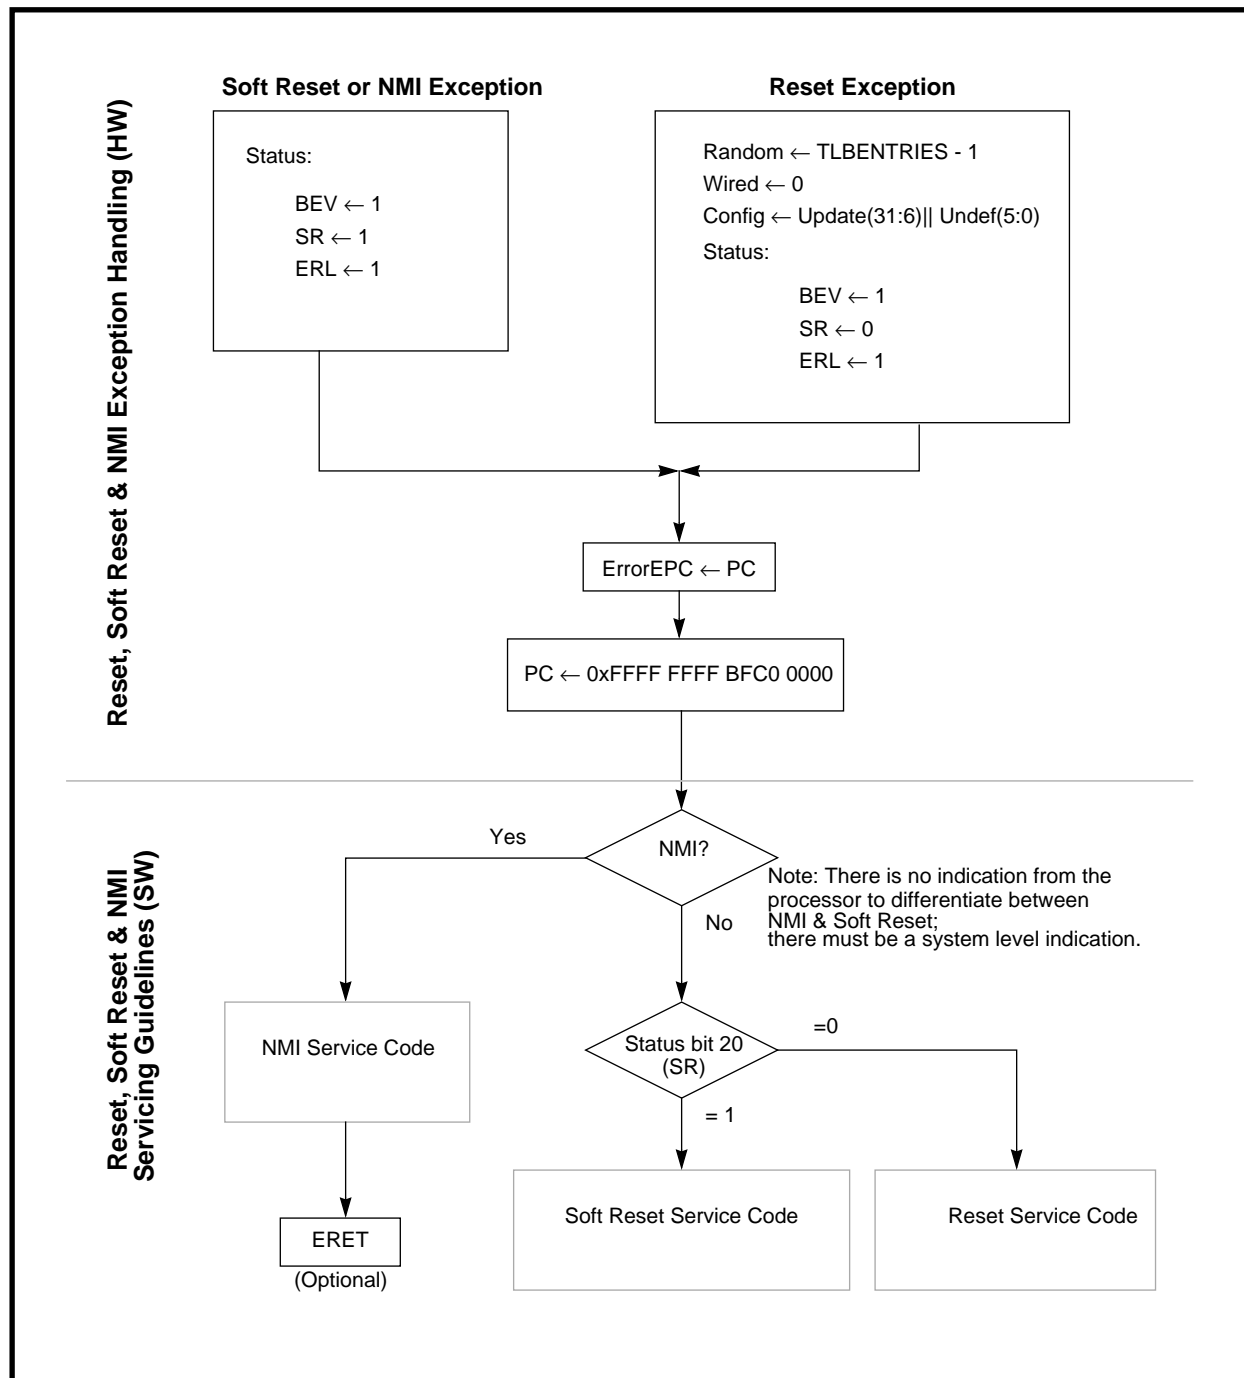 Reset, Soft Reset & NMI Exception Handling (HW)
Soft Reset or NMI Exception
Status:
BEV ← 1
SR ← 1
ERL ← 1
Reset Exception
Random ← TLBENTRIES - 1
Wired ← 0
Config ← Update(31:6)|| Undef(5:0)
Status:
BEV ← 1
SR ← 0
ERL ← 1
ErrorEPC ← PC
PC ← 0xFFFF FFFF BFC0 0000
Reset, Soft Reset & NMI
Servicing Guidelines (SW)
NMI?
Yes
No
Note: There is no indication from the
processor to differentiate between
NMI & Soft Reset;
there must be a system level indication.
NMI Service Code
ERET
(Optional)
Status bit 20
(SR)
=0
= 1
Soft Reset Service Code
Reset Service Code